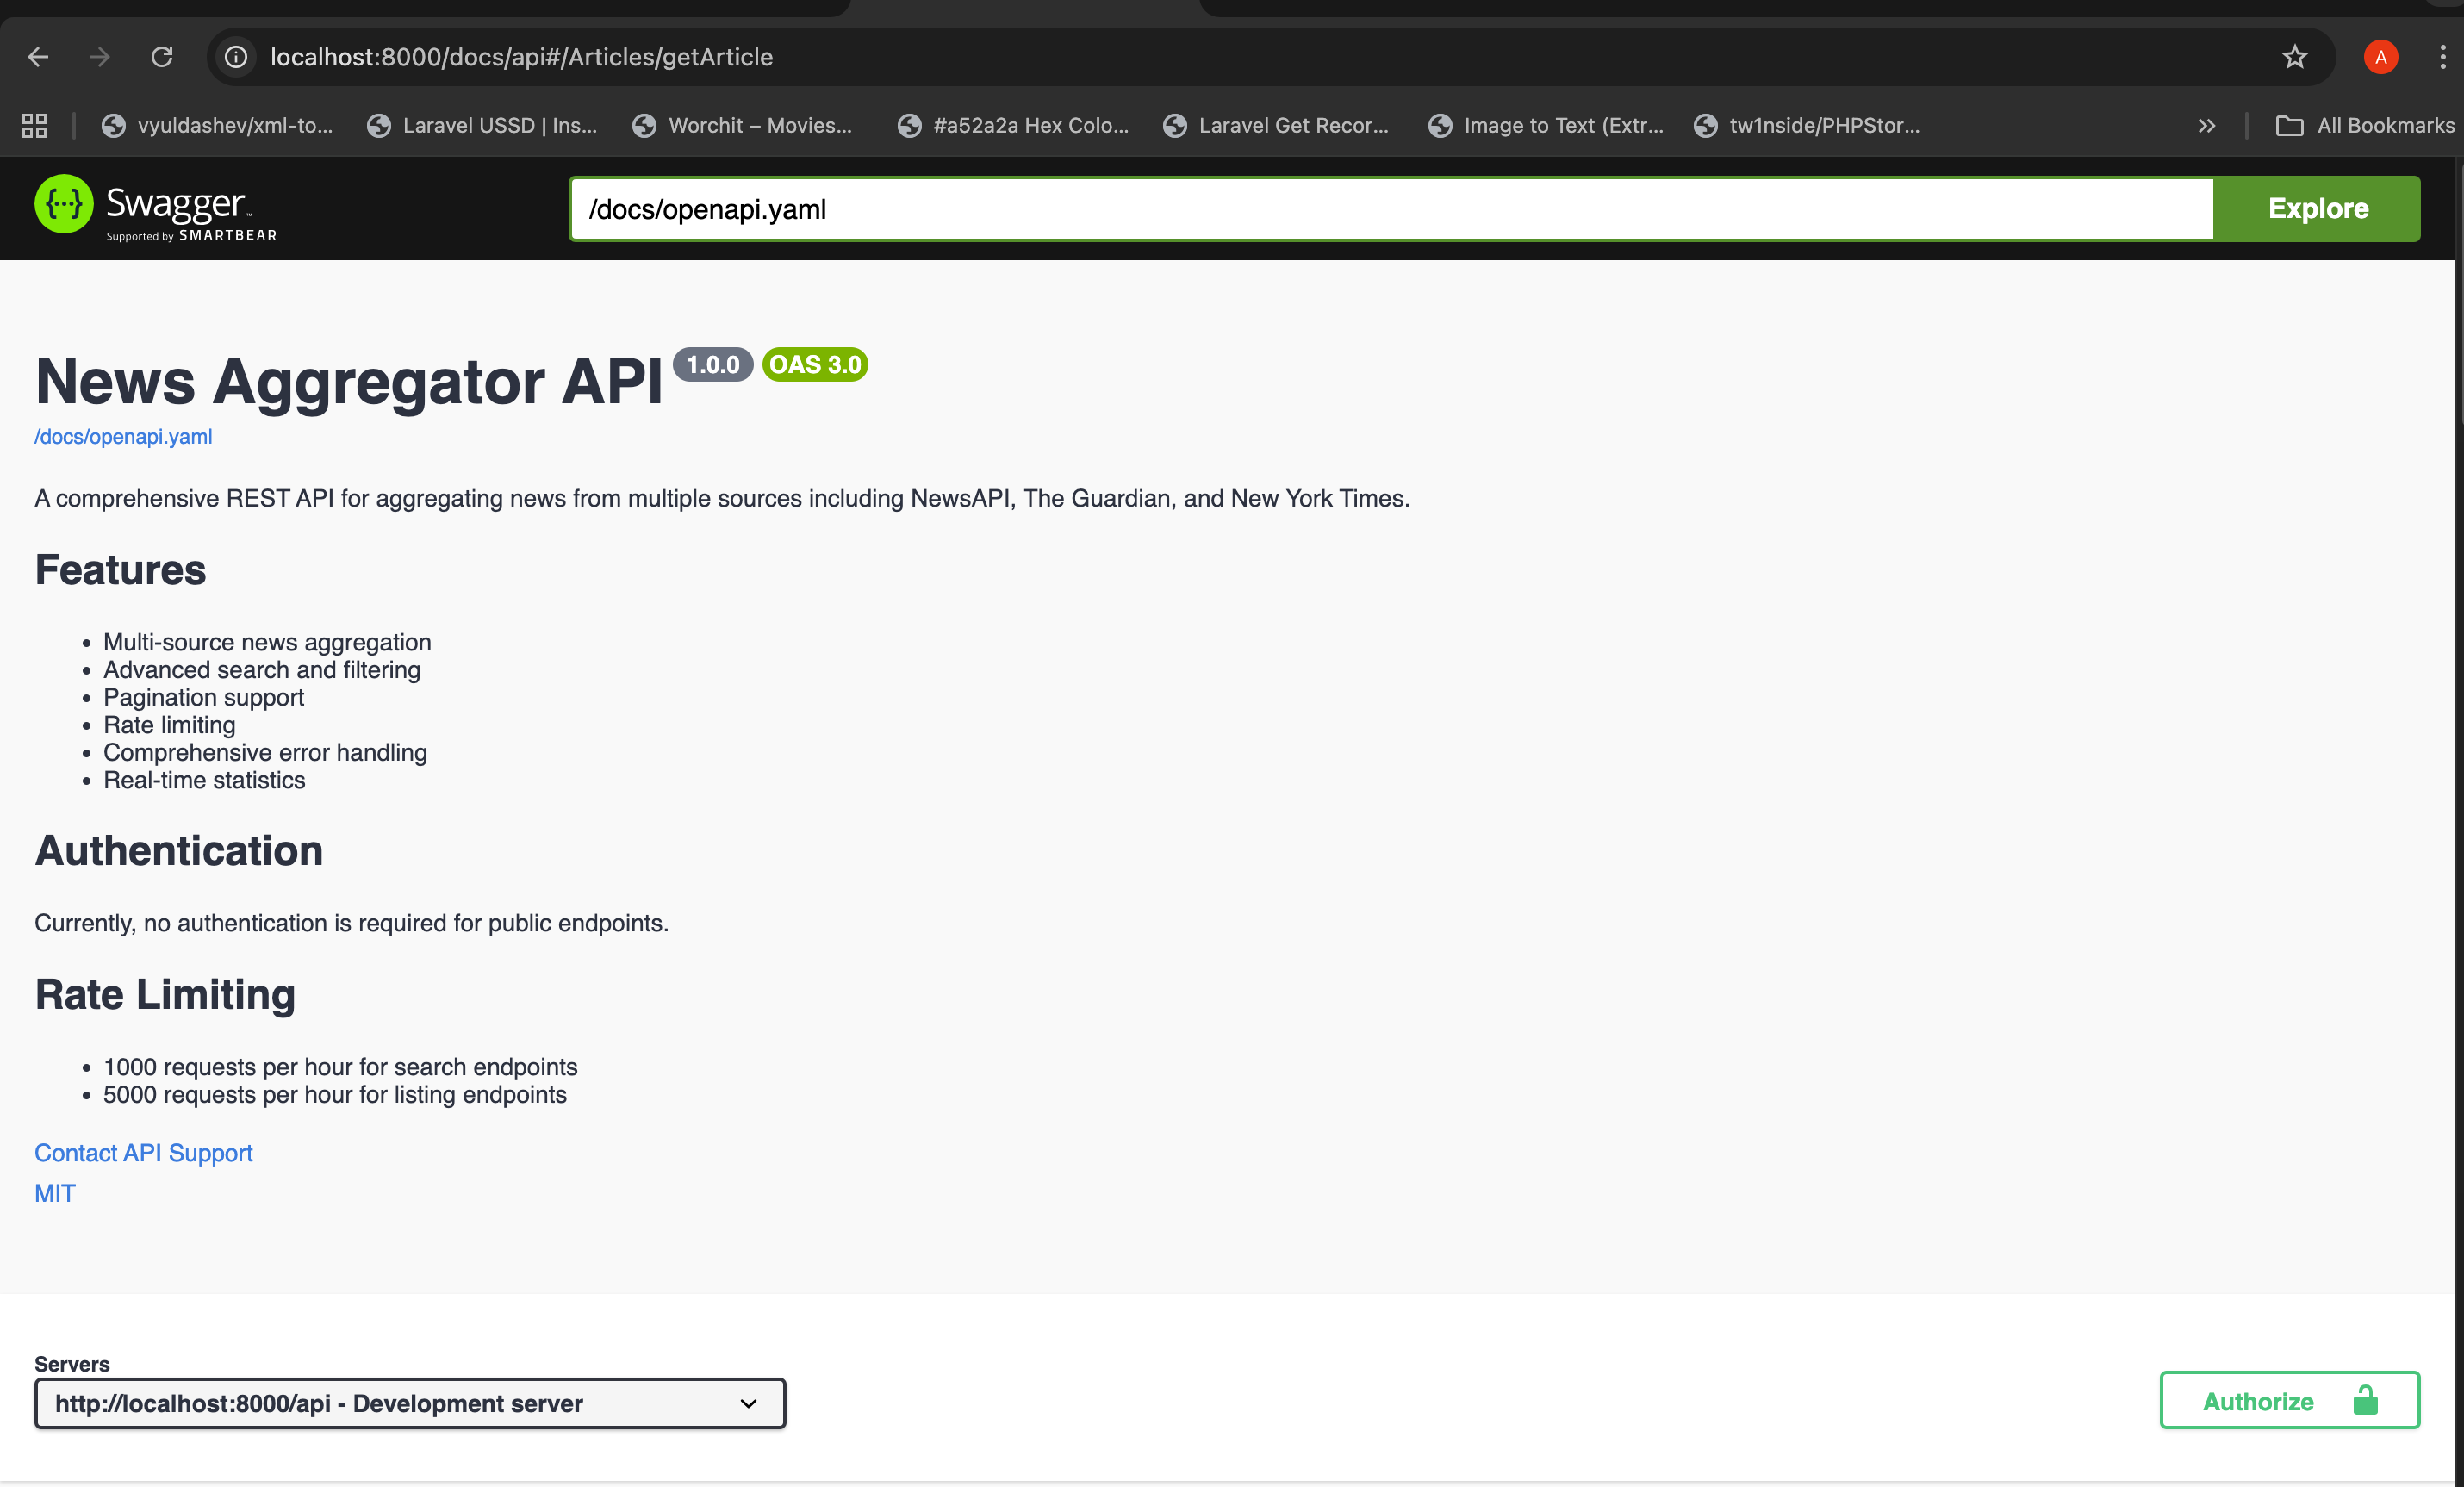 localhost:8000/docs/api#/Articles/getArticle
A
vyuldashev/xml-to...
Laravel USSD | Ins...
Worchit – Movies...
#a52a2a Hex Colo...
Laravel Get Recor...
Image to Text (Extr...
tw1nside/PHPStor...
All Bookmarks
{···} Swagger™
Supported by SMARTBEAR
/docs/openapi.yaml
Explore
News Aggregator API 1.0.0 OAS 3.0
/docs/openapi.yaml
A comprehensive REST API for aggregating news from multiple sources including NewsAPI, The Guardian, and New York Times.
Features
• Multi-source news aggregation
• Advanced search and filtering
• Pagination support
• Rate limiting
• Comprehensive error handling
• Real-time statistics
Authentication
Currently, no authentication is required for public endpoints.
Rate Limiting
• 1000 requests per hour for search endpoints
• 5000 requests per hour for listing endpoints
Contact API Support
MIT
Servers
http://localhost:8000/api - Development server
Authorize